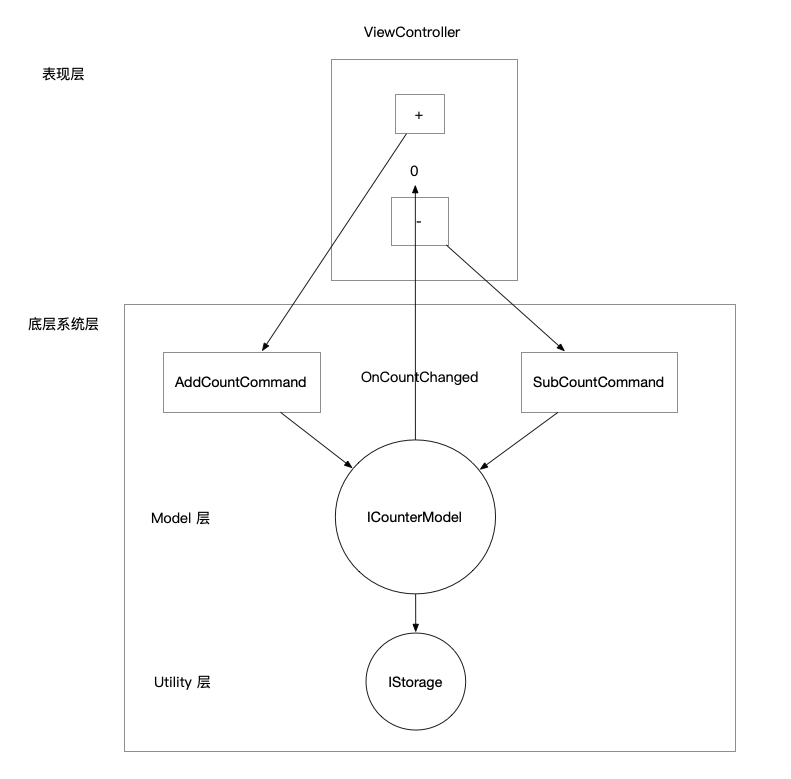 ViewController
表现层
+
0
-
底层系统层
AddCountCommand
OnCountChanged
SubCountCommand
Model 层
ICounterModel
Utility 层
IStorage